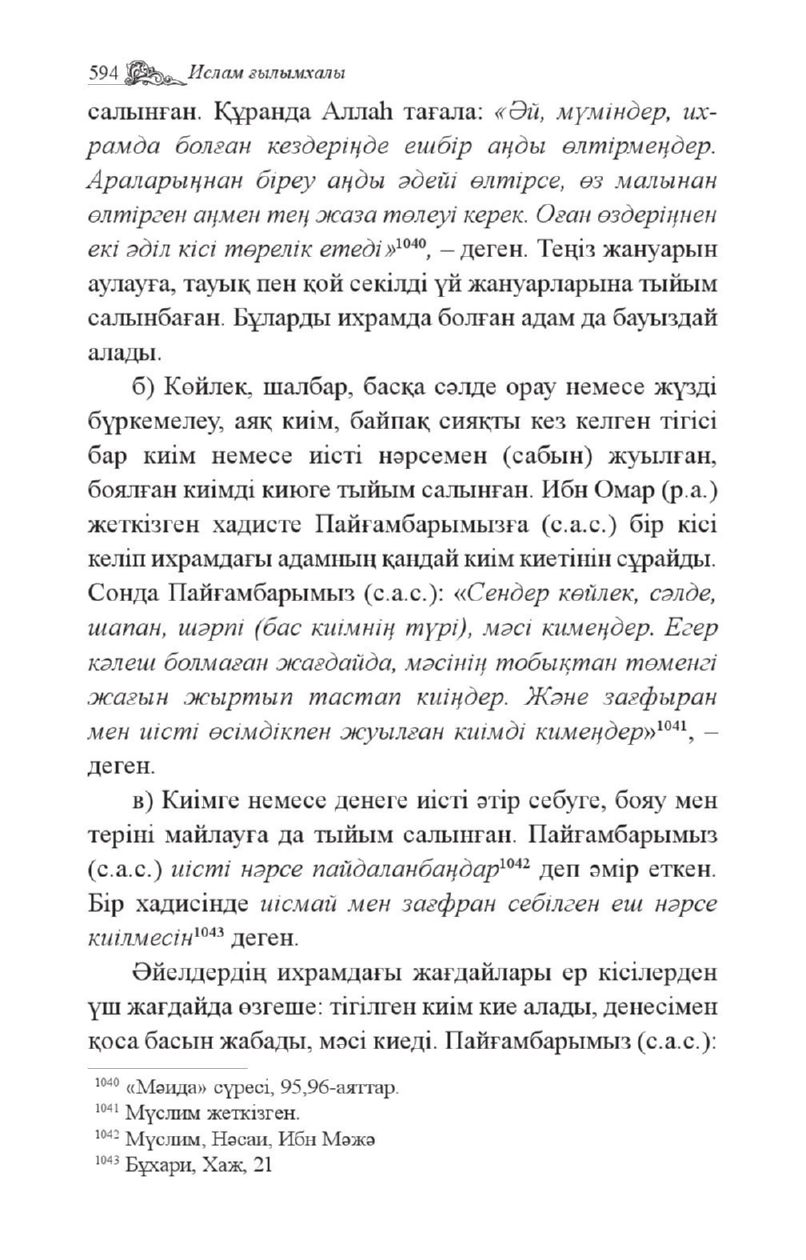 594 Ислам ғылымхалы
салынған. Құранда Аллаһ тағала: «Әй, мүміндер, их-
рамда болған кездеріңде ешбір аңды өлтірмеңдер.
Араларыңнан біреу аңды әдейі өлтірсе, өз малынан
өлтірген аңмен тең жаза төлеуі керек. Оған өздеріңнен
екі әділ кісі төрелік етеді»¹⁰⁴⁰, – деген. Теңіз жануарын
аулауға, тауық пен қой секілді үй жануарларына тыйым
салынбаған. Бұларды ихрамда болған адам да бауыздай
алады.
б) Көйлек, шалбар, басқа сәлде орау немесе жүзді
бүркемелеу, аяқ киім, байпақ сияқты кез келген тігісі
бар киім немесе иісті нәрсемен (сабын) жуылған,
боялған киімді киюге тыйым салынған. Ибн Омар (р.а.)
жеткізген хадисте Пайғамбарымызға (с.а.с.) бір кісі
келіп ихрамдағы адамның қандай киім киетінін сұрайды.
Сонда Пайғамбарымыз (с.а.с.): «Сендер көйлек, сәлде,
шапан, шәрпі (бас киімнің түрі), мәсі кимеңдер. Егер
кәлеш болмаған жағдайда, мәсінің тобықтан төменгі
жағын жыртып тастап киіңдер. Және зағфыран
мен иісті өсімдікпен жуылған киімді кимеңдер»¹⁰⁴¹, –
деген.
в) Киімге немесе денеге иісті әтір себуге, бояу мен
теріні майлауға да тыйым салынған. Пайғамбарымыз
(с.а.с.) иісті нәрсе пайдаланбаңдар¹⁰⁴² деп әмір еткен.
Бір хадисінде иісмай мен зағфран себілген еш нәрсе
киілмесін¹⁰⁴³ деген.
Әйелдердің ихрамдағы жағдайлары ер кісілерден
үш жағдайда өзгеше: тігілген киім кие алады, денесімен
қоса басын жабады, мәсі киеді. Пайғамбарымыз (с.а.с.):
¹⁰⁴⁰ «Мәида» сүресі, 95,96-аяттар.
¹⁰⁴¹ Мүслим жеткізген.
¹⁰⁴² Мүслим, Нәсаи, Ибн Мәжә
¹⁰⁴³ Бұхари, Хаж, 21